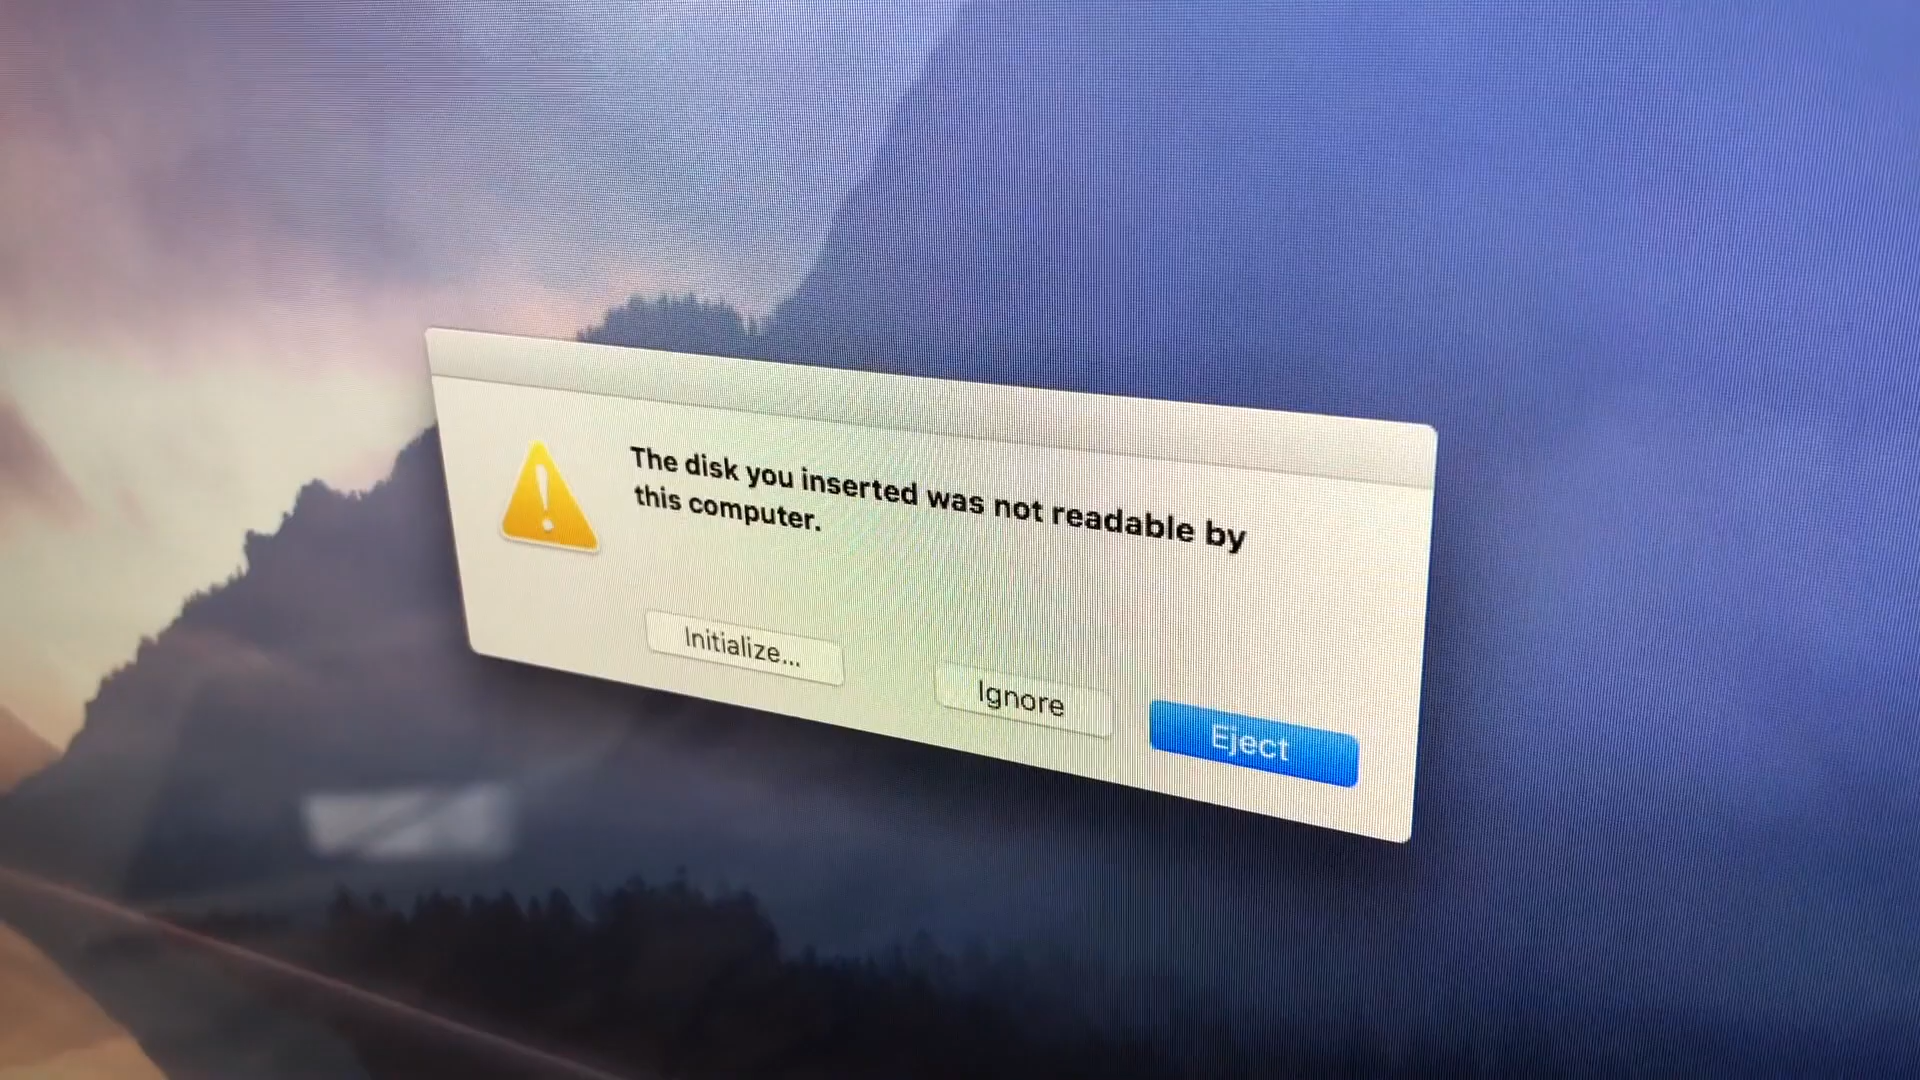 The disk you inserted was not readable by
this computer.
Initialize...
Ignore
Eject